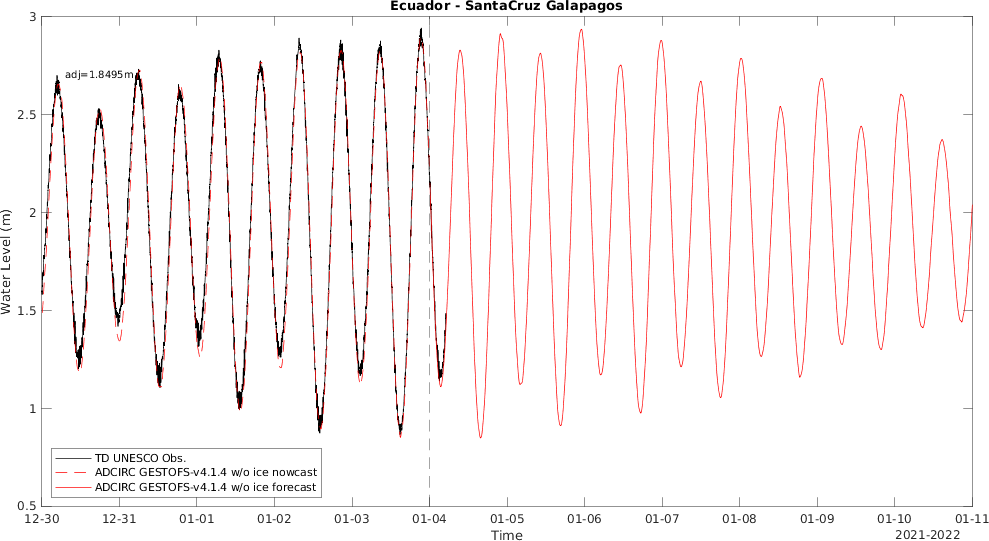 Ecuador - SantaCruz Galapagos
3
adj=1.8495m
2.5
2
Water Level (m)
1.5
1
TD UNESCO Obs.
ADCIRC GESTOFS-v4.1.4 w/o ice nowcast
ADCIRC GESTOFS-v4.1.4 w/o ice forecast
0.5
12-30 12-31 01-01 01-02 01-03 01-04 01-05 01-06 01-07 01-08 01-09 01-10 01-11
Time
2021-2022